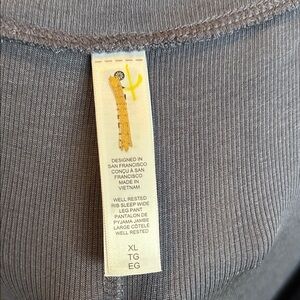 DESIGNED IN
SAN FRANCISCO
CONÇU À SAN
FRANCISCO
MADE IN
VIETNAM
WELL RESTED
RIB SLEEP WIDE
LEG PANT
PANTALON DE
PYJAMA JAMBE
LARGE CÔTELÉ
WELL RESTED
XL
TG
EG